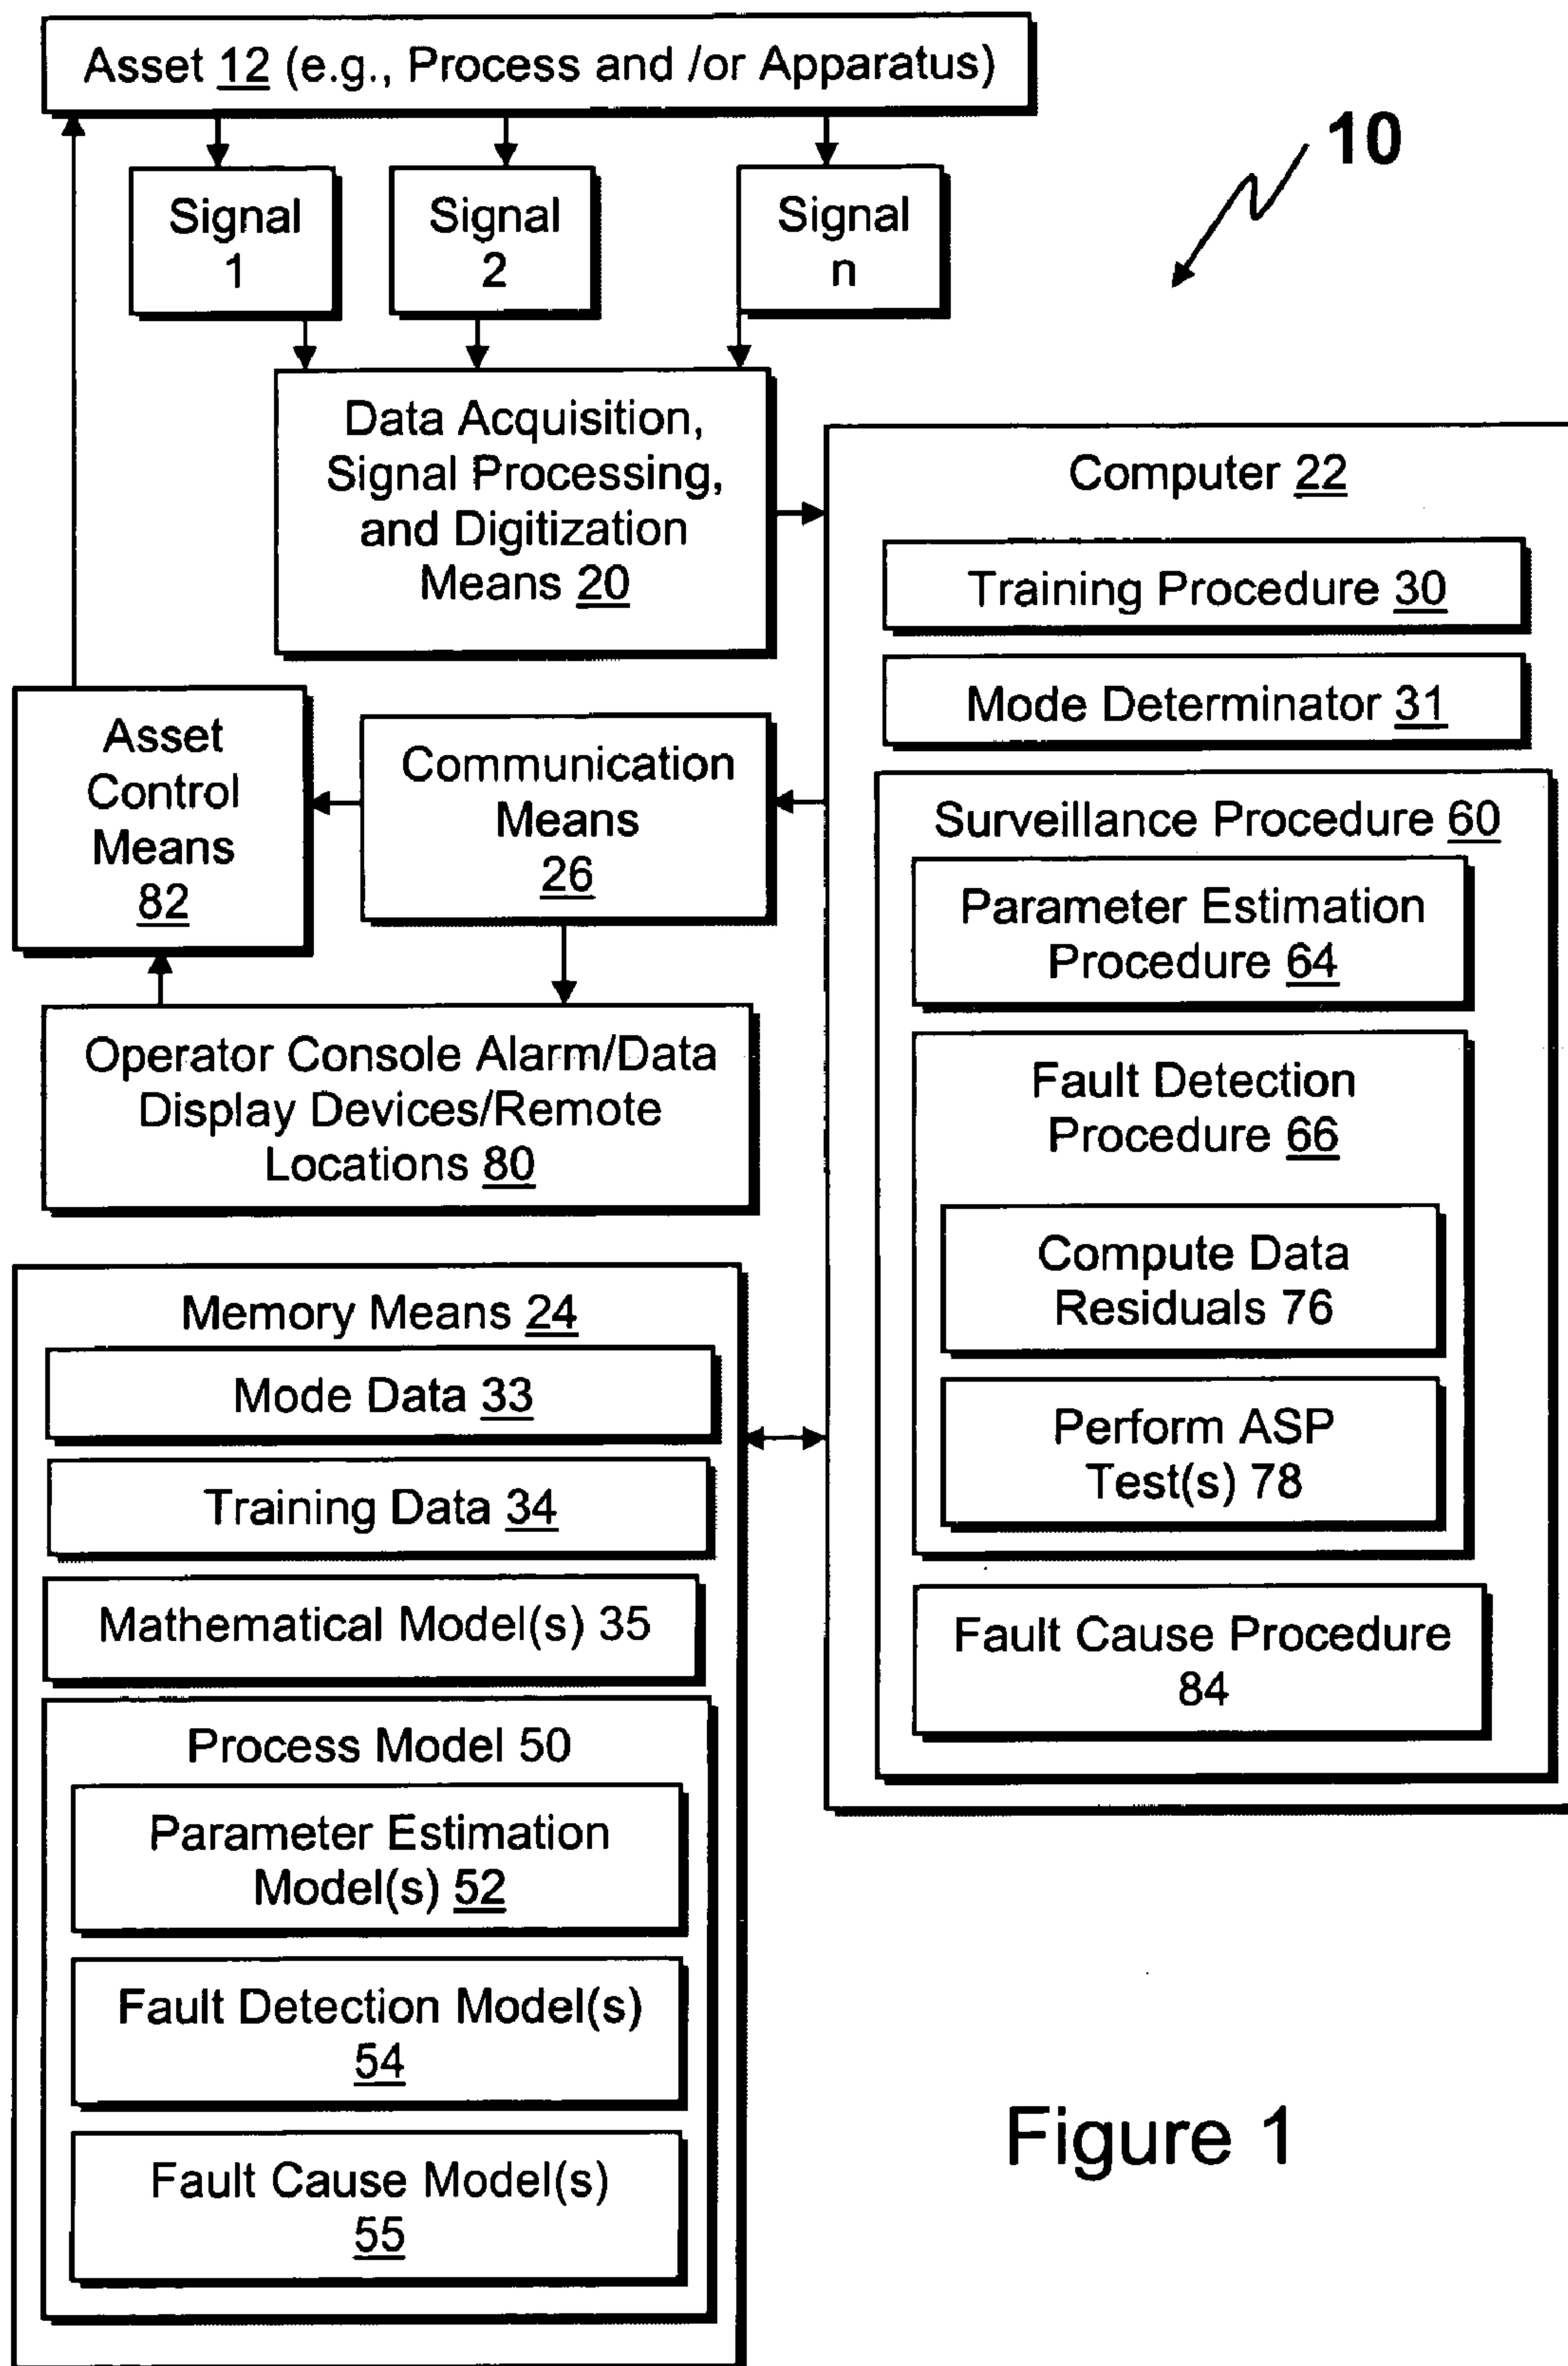 Asset 12 (e.g., Process and /or Apparatus)
10
Signal
1
Signal
2
Signal
n
Data Acquisition,
Signal Processing,
and Digitization
Means 20
Computer 22
Training Procedure 30
Mode Determinator 31
Asset
Control
Means
82
Communication
Means
26
Surveillance Procedure 60
Parameter Estimation
Procedure 64
Operator Console Alarm/Data
Display Devices/Remote
Locations 80
Fault Detection
Procedure 66
Compute Data
Residuals 76
Perform ASP
Test(s) 78
Fault Cause Procedure
84
Memory Means 24
Mode Data 33
Training Data 34
Mathematical Model(s) 35
Process Model 50
Parameter Estimation
Model(s) 52
Fault Detection Model(s)
54
Fault Cause Model(s)
55
Figure 1